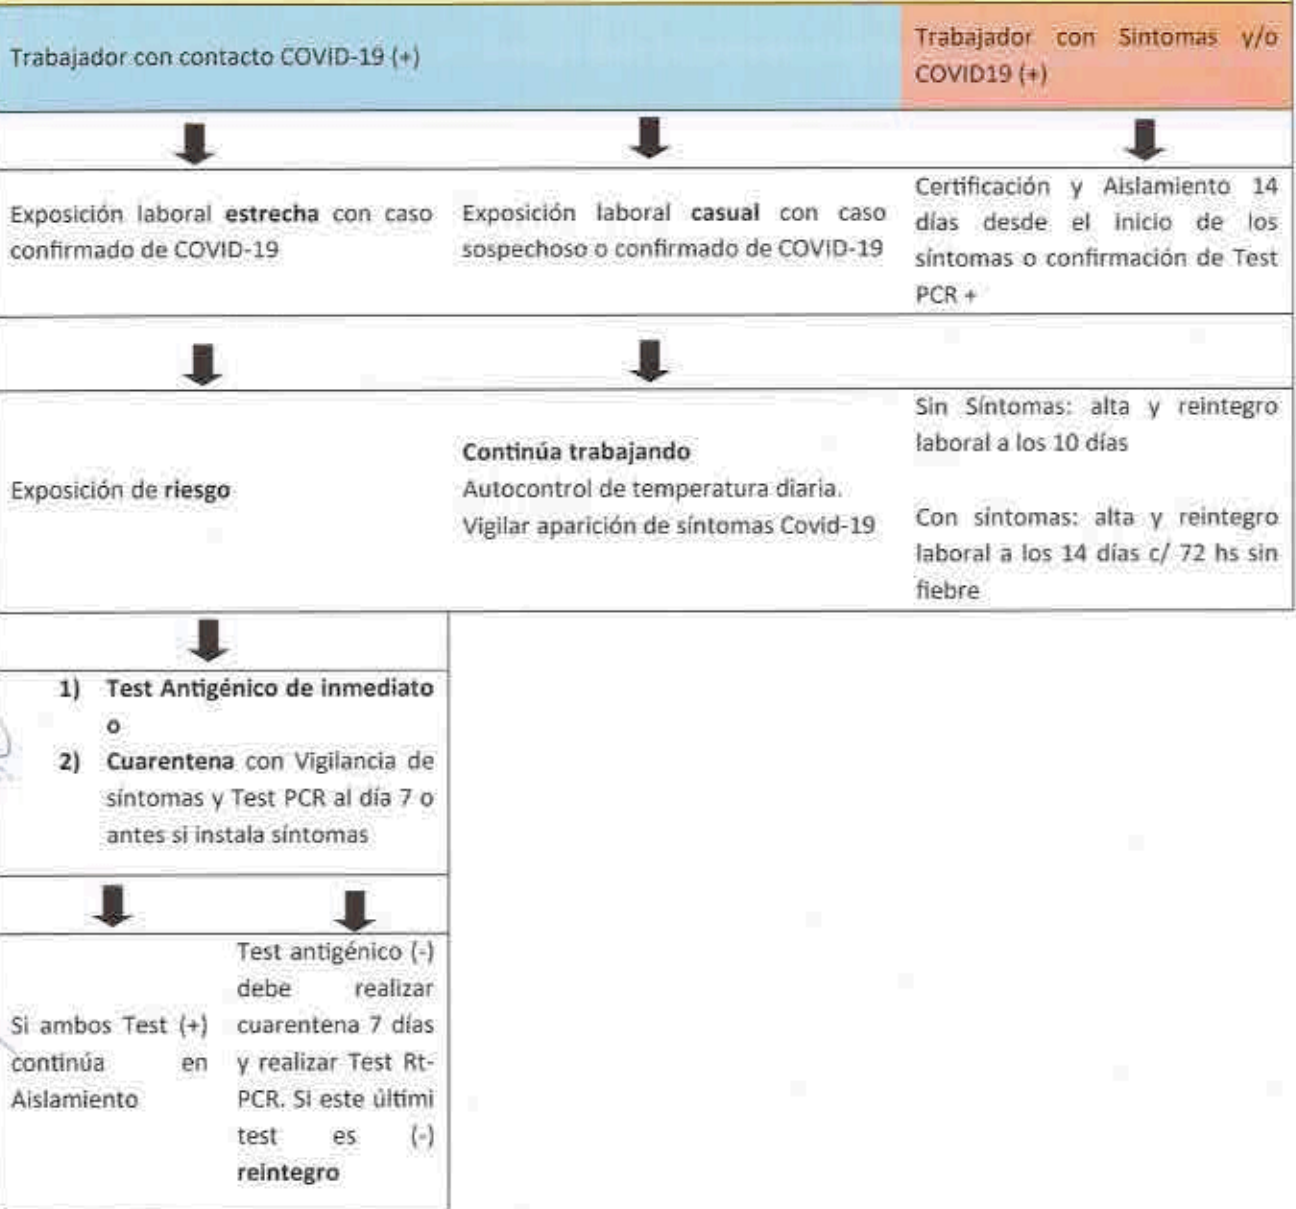 Trabajador con contacto COVID-19 (+)
Trabajador con Sintomas y/o
COVID19 (+)
Exposición laboral estrecha con caso
confirmado de COVID-19
Exposición laboral casual con caso
sospechoso o confirmado de COVID-19
Certificación y Aislamiento 14
días desde el inicio de los
síntomas o confirmación de Test
PCR +
Exposición de riesgo
Continúa trabajando
Autocontrol de temperatura diaria.
Vigilar aparición de síntomas Covid-19
Sin Síntomas: alta y reintegro
laboral a los 10 días
Con síntomas: alta y reintegro
laboral a los 14 días c/ 72 hs sin
fiebre
1) Test Antigénico de inmediato
o
2) Cuarentena con Vigilancia de
síntomas y Test PCR al día 7 o
antes si instala síntomas
Si ambos Test (+)
continúa en
Aislamiento
Test antigénico (-)
debe realizar
cuarentena 7 días
y realizar Test Rt-
PCR. Si este últimi
test es (-)
reintegro